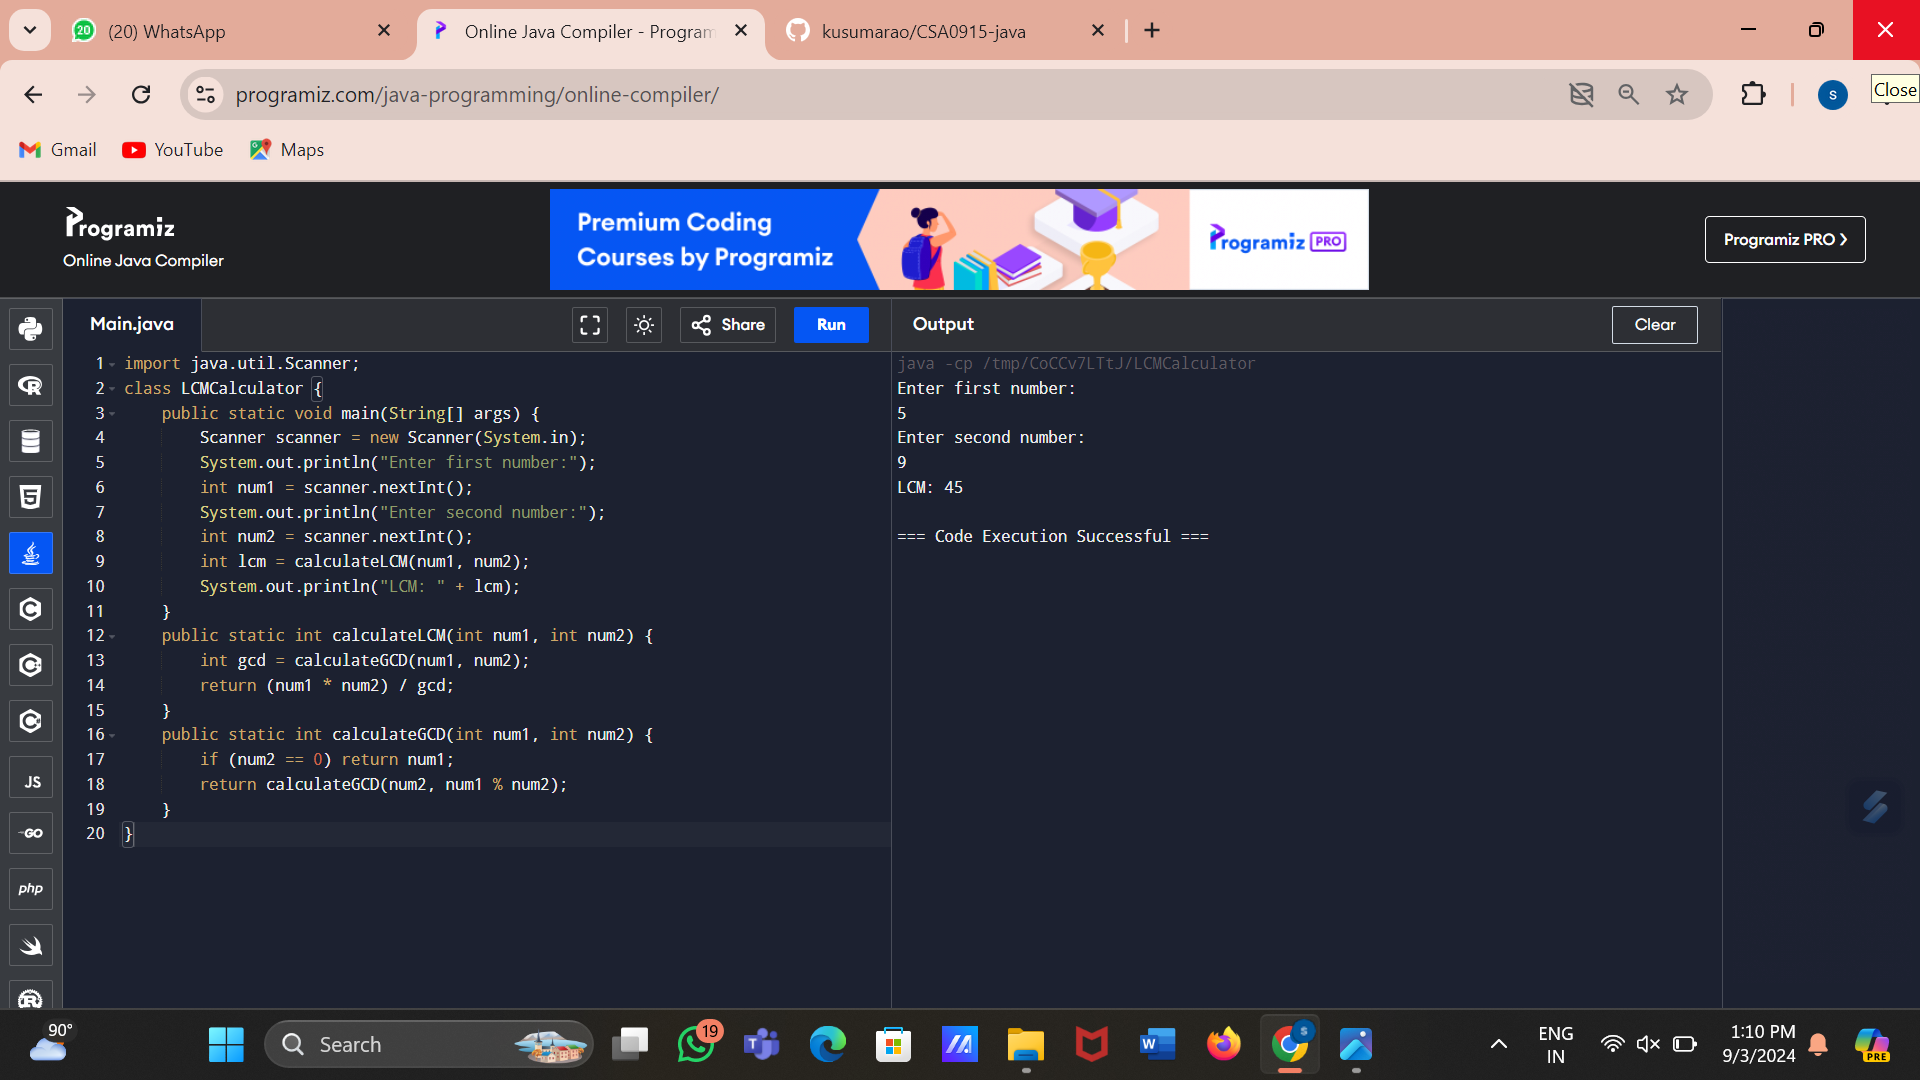 20
(20) WhatsApp
Online Java Compiler - Program
kusumarao/CSA0915-java
programiz.com/java-programming/online-compiler/
s
Close
Gmail
YouTube
Maps
Programiz
Online Java Compiler
Premium Coding
Courses by Programiz
Programiz PRO
Programiz PRO
Main.java
Share
Run
Output
Clear
1 import java.util.Scanner;
2 class LCMCalculator {
3 public static void main(String[] args) {
4 Scanner scanner = new Scanner(System.in);
5 System.out.println("Enter first number:");
6 int num1 = scanner.nextInt();
7 System.out.println("Enter second number:");
8 int num2 = scanner.nextInt();
9 int lcm = calculateLCM(num1, num2);
10 System.out.println("LCM: " + lcm);
11 }
12 public static int calculateLCM(int num1, int num2) {
13 int gcd = calculateGCD(num1, num2);
14 return (num1 * num2) / gcd;
15 }
16 public static int calculateGCD(int num1, int num2) {
17 if (num2 == 0) return num1;
18 return calculateGCD(num2, num1 % num2);
19 }
20 }
java -cp /tmp/CoCCv7LTtJ/LCMCalculator
Enter first number:
5
Enter second number:
9
LCM: 45
=== Code Execution Successful ===
JS
GO
php
90°
Search
19
W
S
ENG
IN
1:10 PM
9/3/2024
PRE